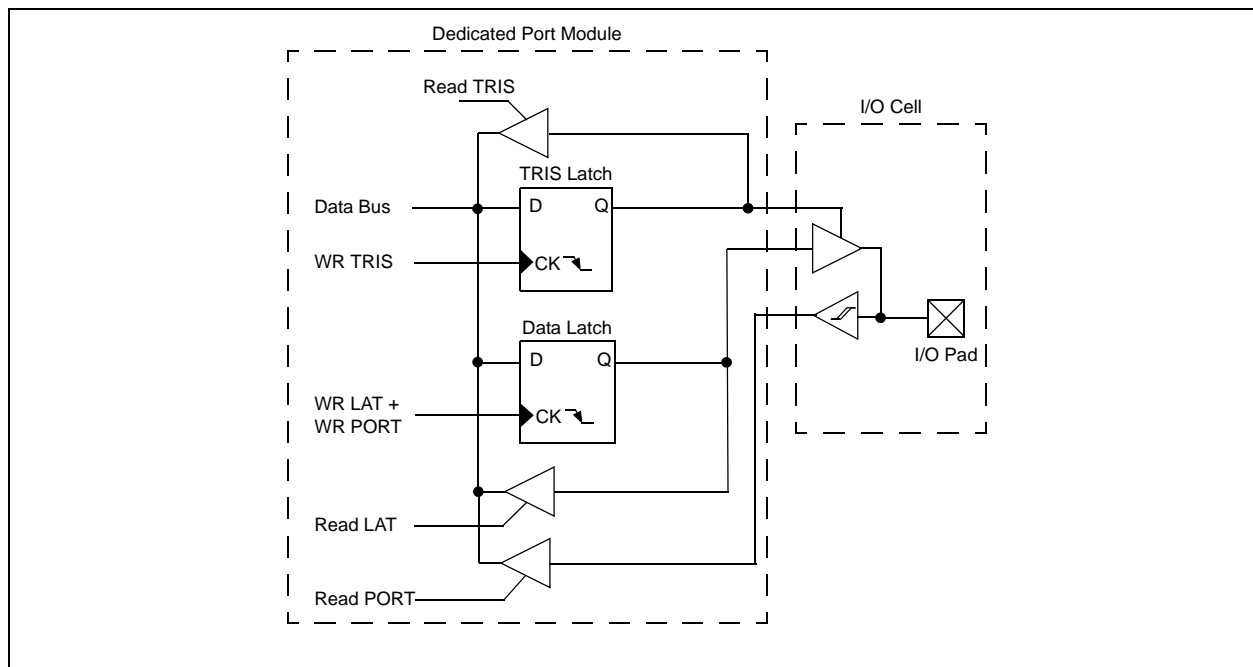 Dedicated Port Module
Read TRIS
I/O Cell
TRIS Latch
Data Bus
D Q
WR TRIS
CK
I/O Pad
Data Latch
D Q
WR LAT +
WR PORT
CK
Read LAT
Read PORT